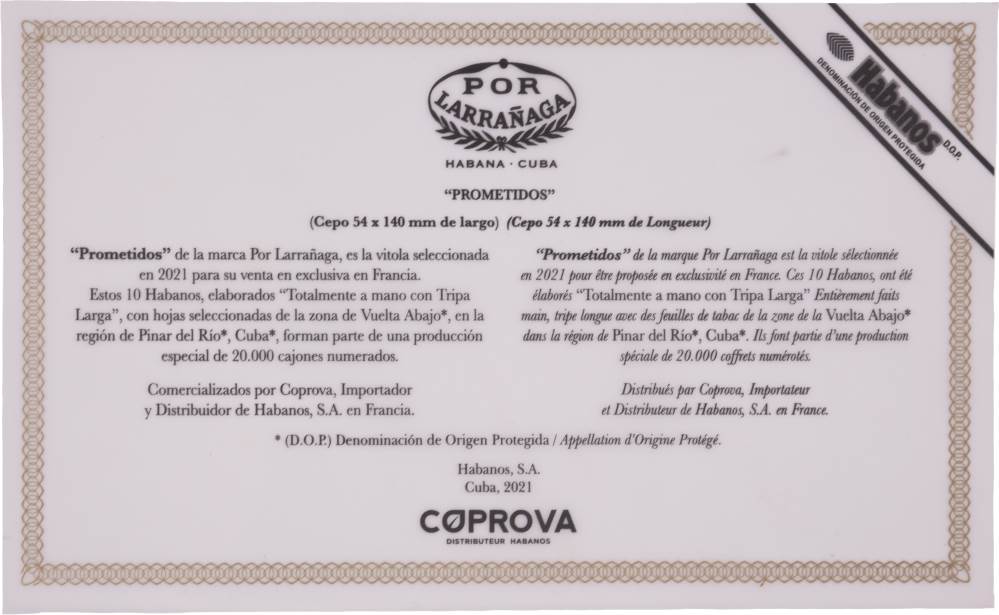 POR
LARRAÑAGA
HABANA · CUBA
Habanos
D.O.P.
DENOMINACIÓN DE ORIGEN PROTEGIDA
“PROMETIDOS”
(Cepo 54 x 140 mm de largo) (Cepo 54 x 140 mm de Longueur)
“Prometidos” de la marca Por Larrañaga, es la vitola seleccionada
en 2021 para su venta en exclusiva en Francia.
Estos 10 Habanos, elaborados “Totalmente a mano con Tripa
Larga”, con hojas seleccionadas de la zona de Vuelta Abajo*, en la
región de Pinar del Río*, Cuba*, forman parte de una producción
especial de 20.000 cajones numerados.
Comercializados por Coprova, Importador
y Distribuidor de Habanos, S.A. en Francia.
“Prometidos” de la marque Por Larrañaga est la vitole sélectionnée
en 2021 pour être proposée en exclusivité en France. Ces 10 Habanos, ont été
élaborés “Totalmente a mano con Tripa Larga” Entièrement faits
main, tripe longue avec des feuilles de tabac de la zone de la Vuelta Abajo*
dans la région de Pinar del Río*, Cuba*. Ils font partie d'une production
spéciale de 20.000 coffrets numérotés.
Distribués par Coprova, Importateur
et Distributeur de Habanos, S.A. en France.
* (D.O.P.) Denominación de Origen Protegida / Appellation d'Origine Protégé.
Habanos, S.A.
Cuba, 2021
COPROVA
DISTRIBUTEUR HABANOS